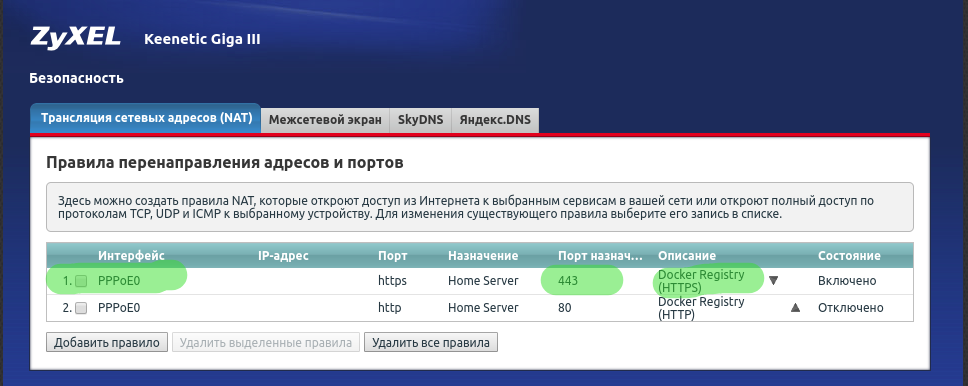 ZyXEL Keenetic Giga III
Безопасность
Трансляция сетевых адресов (NAT) Межсетевой экран SkyDNS Яндекс.DNS
Правила перенаправления адресов и портов
Здесь можно создать правила NAT, которые откроют доступ из Интернета к выбранным сервисам в вашей сети или откроют полный доступ по
протоколам TCP, UDP и ICMP к выбранному устройству. Для изменения существующего правила выберите его запись в списке.
Интерфейс IP-адрес Порт Назначение Порт назнач... Описание Состояние
1. PPPoE0 https Home Server 443 Docker Registry (HTTPS) Включено
2. PPPoE0 http Home Server 80 Docker Registry (HTTP) Отключено
Добавить правило Удалить выделенные правила Удалить все правила